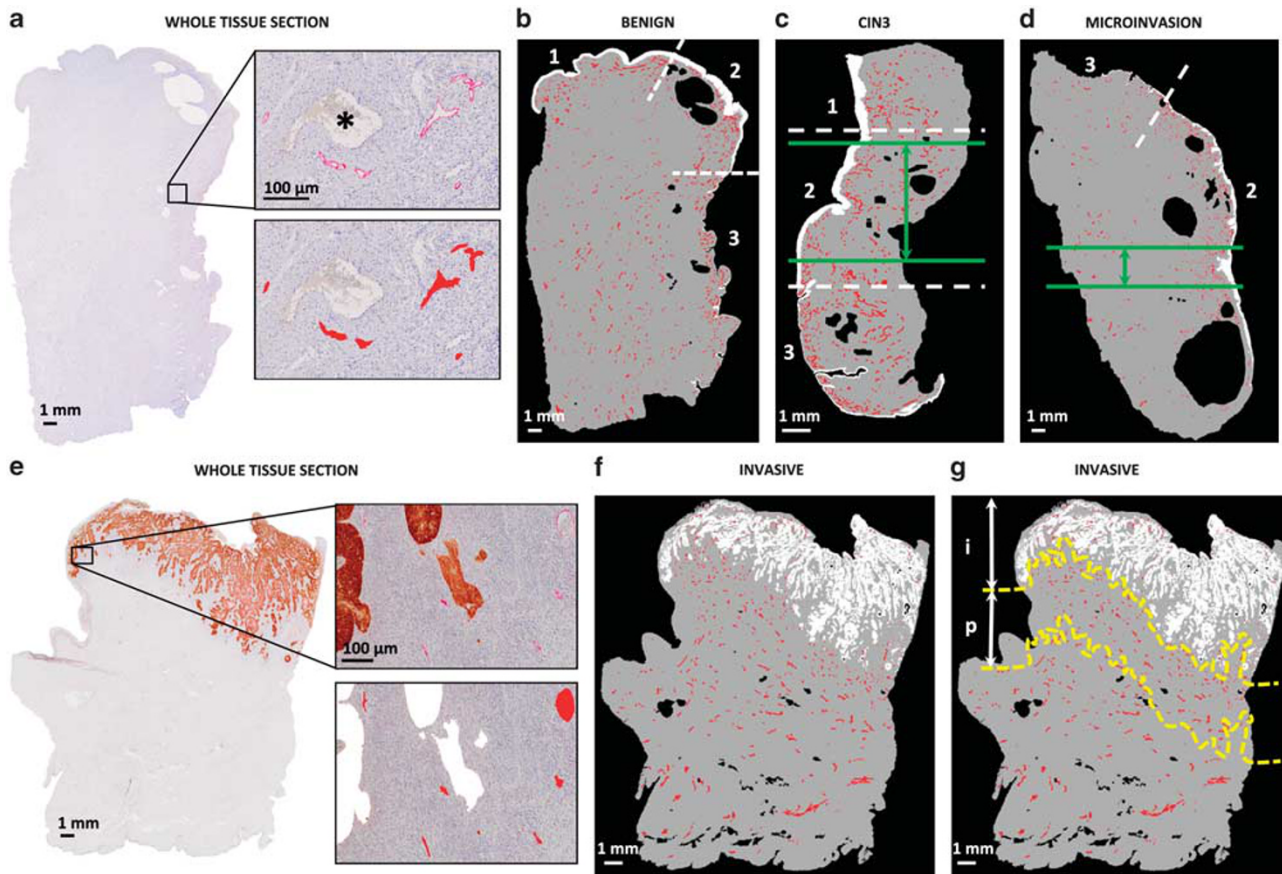 a
WHOLE TISSUE SECTION
*
100 µm
1 mm
b
BENIGN
1
2
3
1 mm
c
CIN3
1
2
3
1 mm
d
MICROINVASION
3
2
1 mm
e
WHOLE TISSUE SECTION
100 µm
1 mm
f
INVASIVE
1 mm
g
INVASIVE
i
p
1 mm